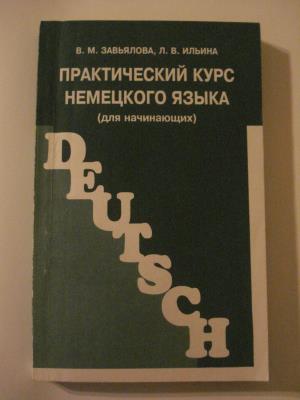 В. М. ЗАВЬЯЛОВА, Л. В. ИЛЬИНА
ПРАКТИЧЕСКИЙ КУРС
НЕМЕЦКОГО ЯЗЫКА
(для начинающих)
DEUTSCH